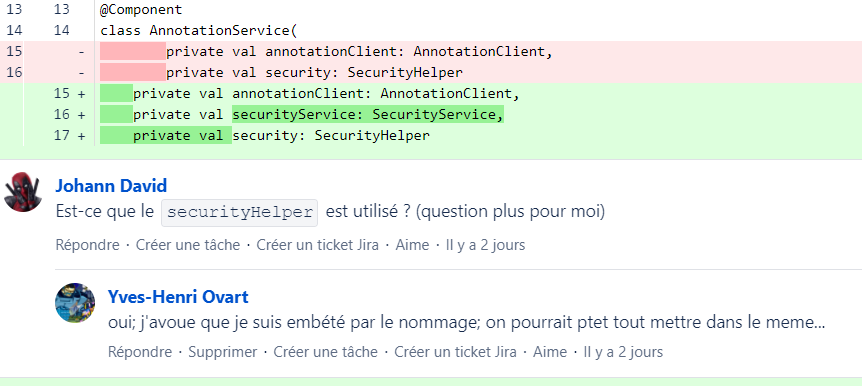 13 13 @Component
14 14 class AnnotationService(
15 - private val annotationClient: AnnotationClient,
16 - private val security: SecurityHelper
15 + private val annotationClient: AnnotationClient,
16 + private val securityService: SecurityService,
17 + private val security: SecurityHelper
Johann David
Est-ce que le securityHelper est utilisé ? (question plus pour moi)
Répondre · Créer une tâche · Créer un ticket Jira · Aime · Il y a 2 jours
Yves-Henri Ovart
oui; j'avoue que je suis embété par le nommage; on pourrait ptet tout mettre dans le meme...
Répondre · Supprimer · Créer une tâche · Créer un ticket Jira · Aime · Il y a 2 jours